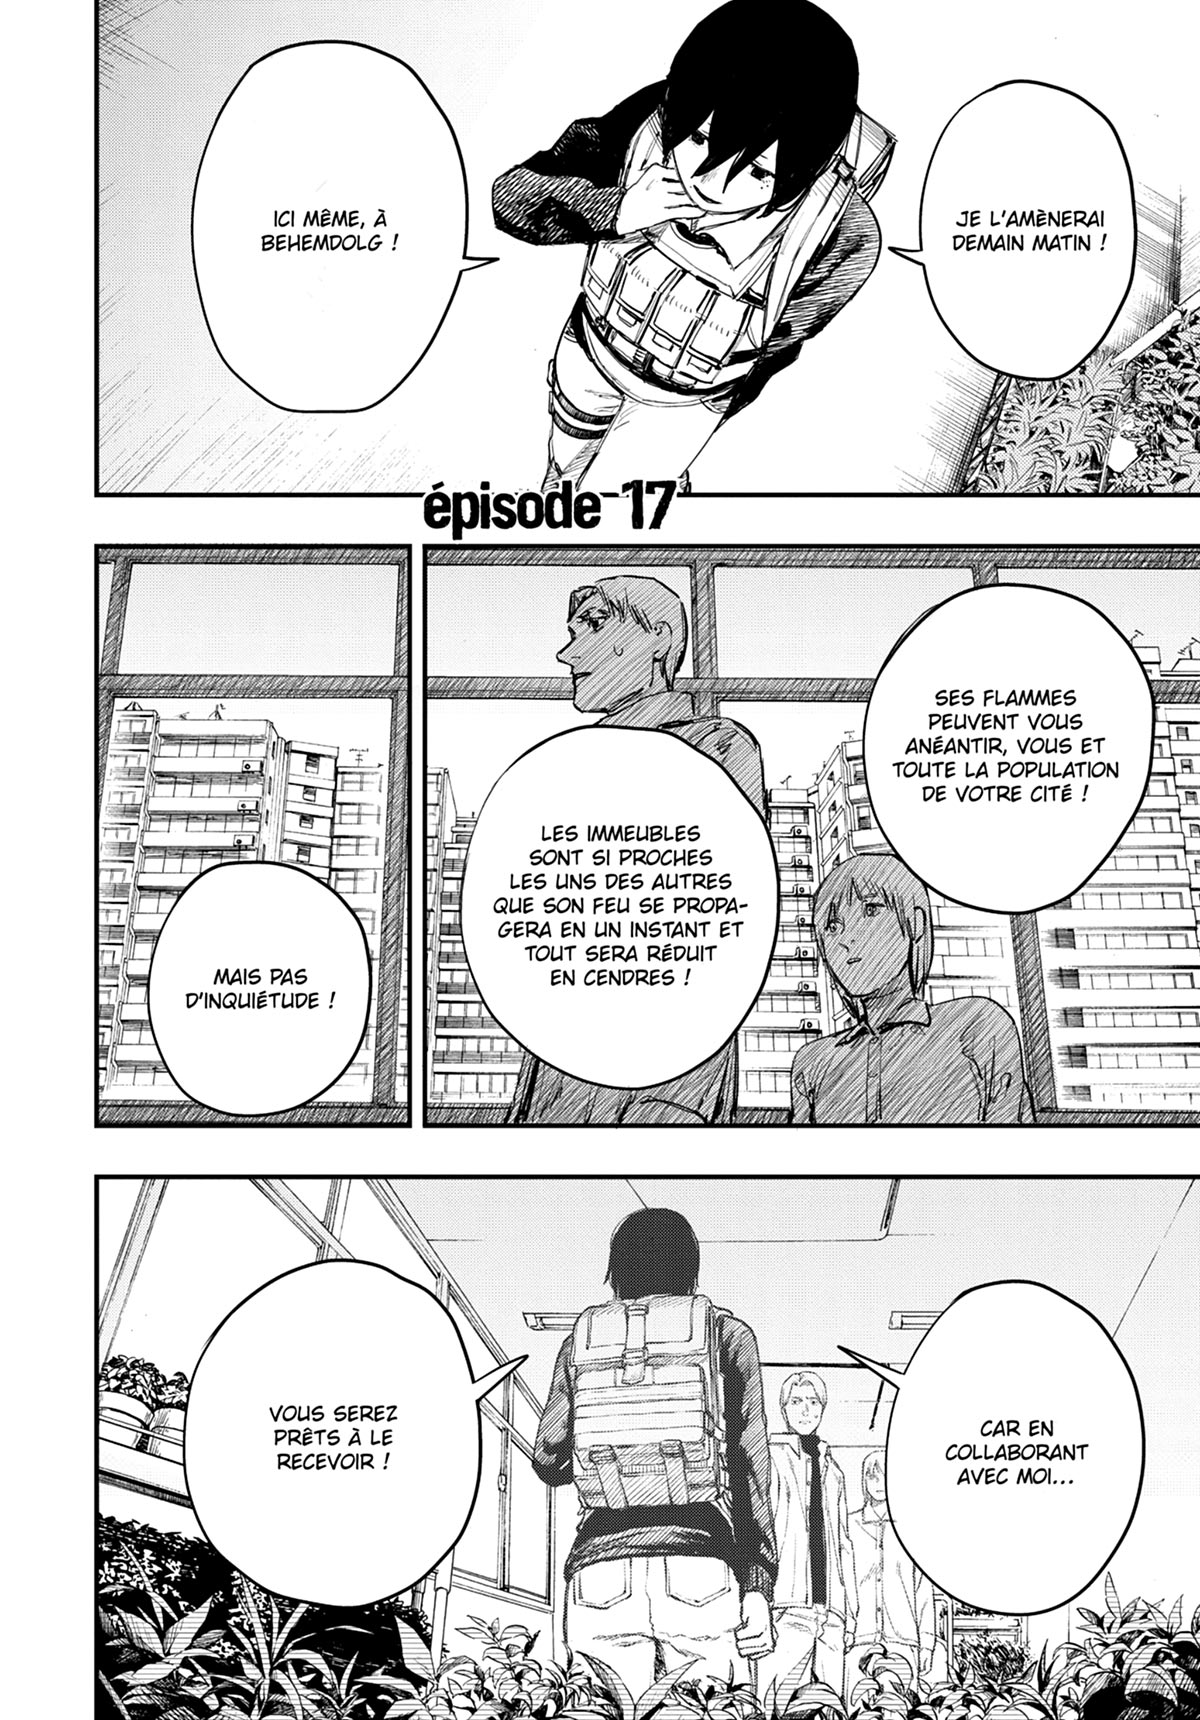 JE L'AMÈNERAI
DEMAIN MATIN !
ICI MÊME, À
BEHEMDOLG !
épisode 17
SES FLAMMES
PEUVENT VOUS
ANÉANTIR, VOUS ET
TOUTE LA POPULATION
DE VOTRE CITÉ !
LES IMMEUBLES
SONT SI PROCHES
LES UNS DES AUTRES
QUE SON FEU SE PROPA-
GERA EN UN INSTANT ET
TOUT SERA RÉDUIT
EN CENDRES !
MAIS PAS
D'INQUIÉTUDE !
CAR EN
COLLABORANT
AVEC MOI...
VOUS SEREZ
PRÊTS À LE
RECEVOIR !